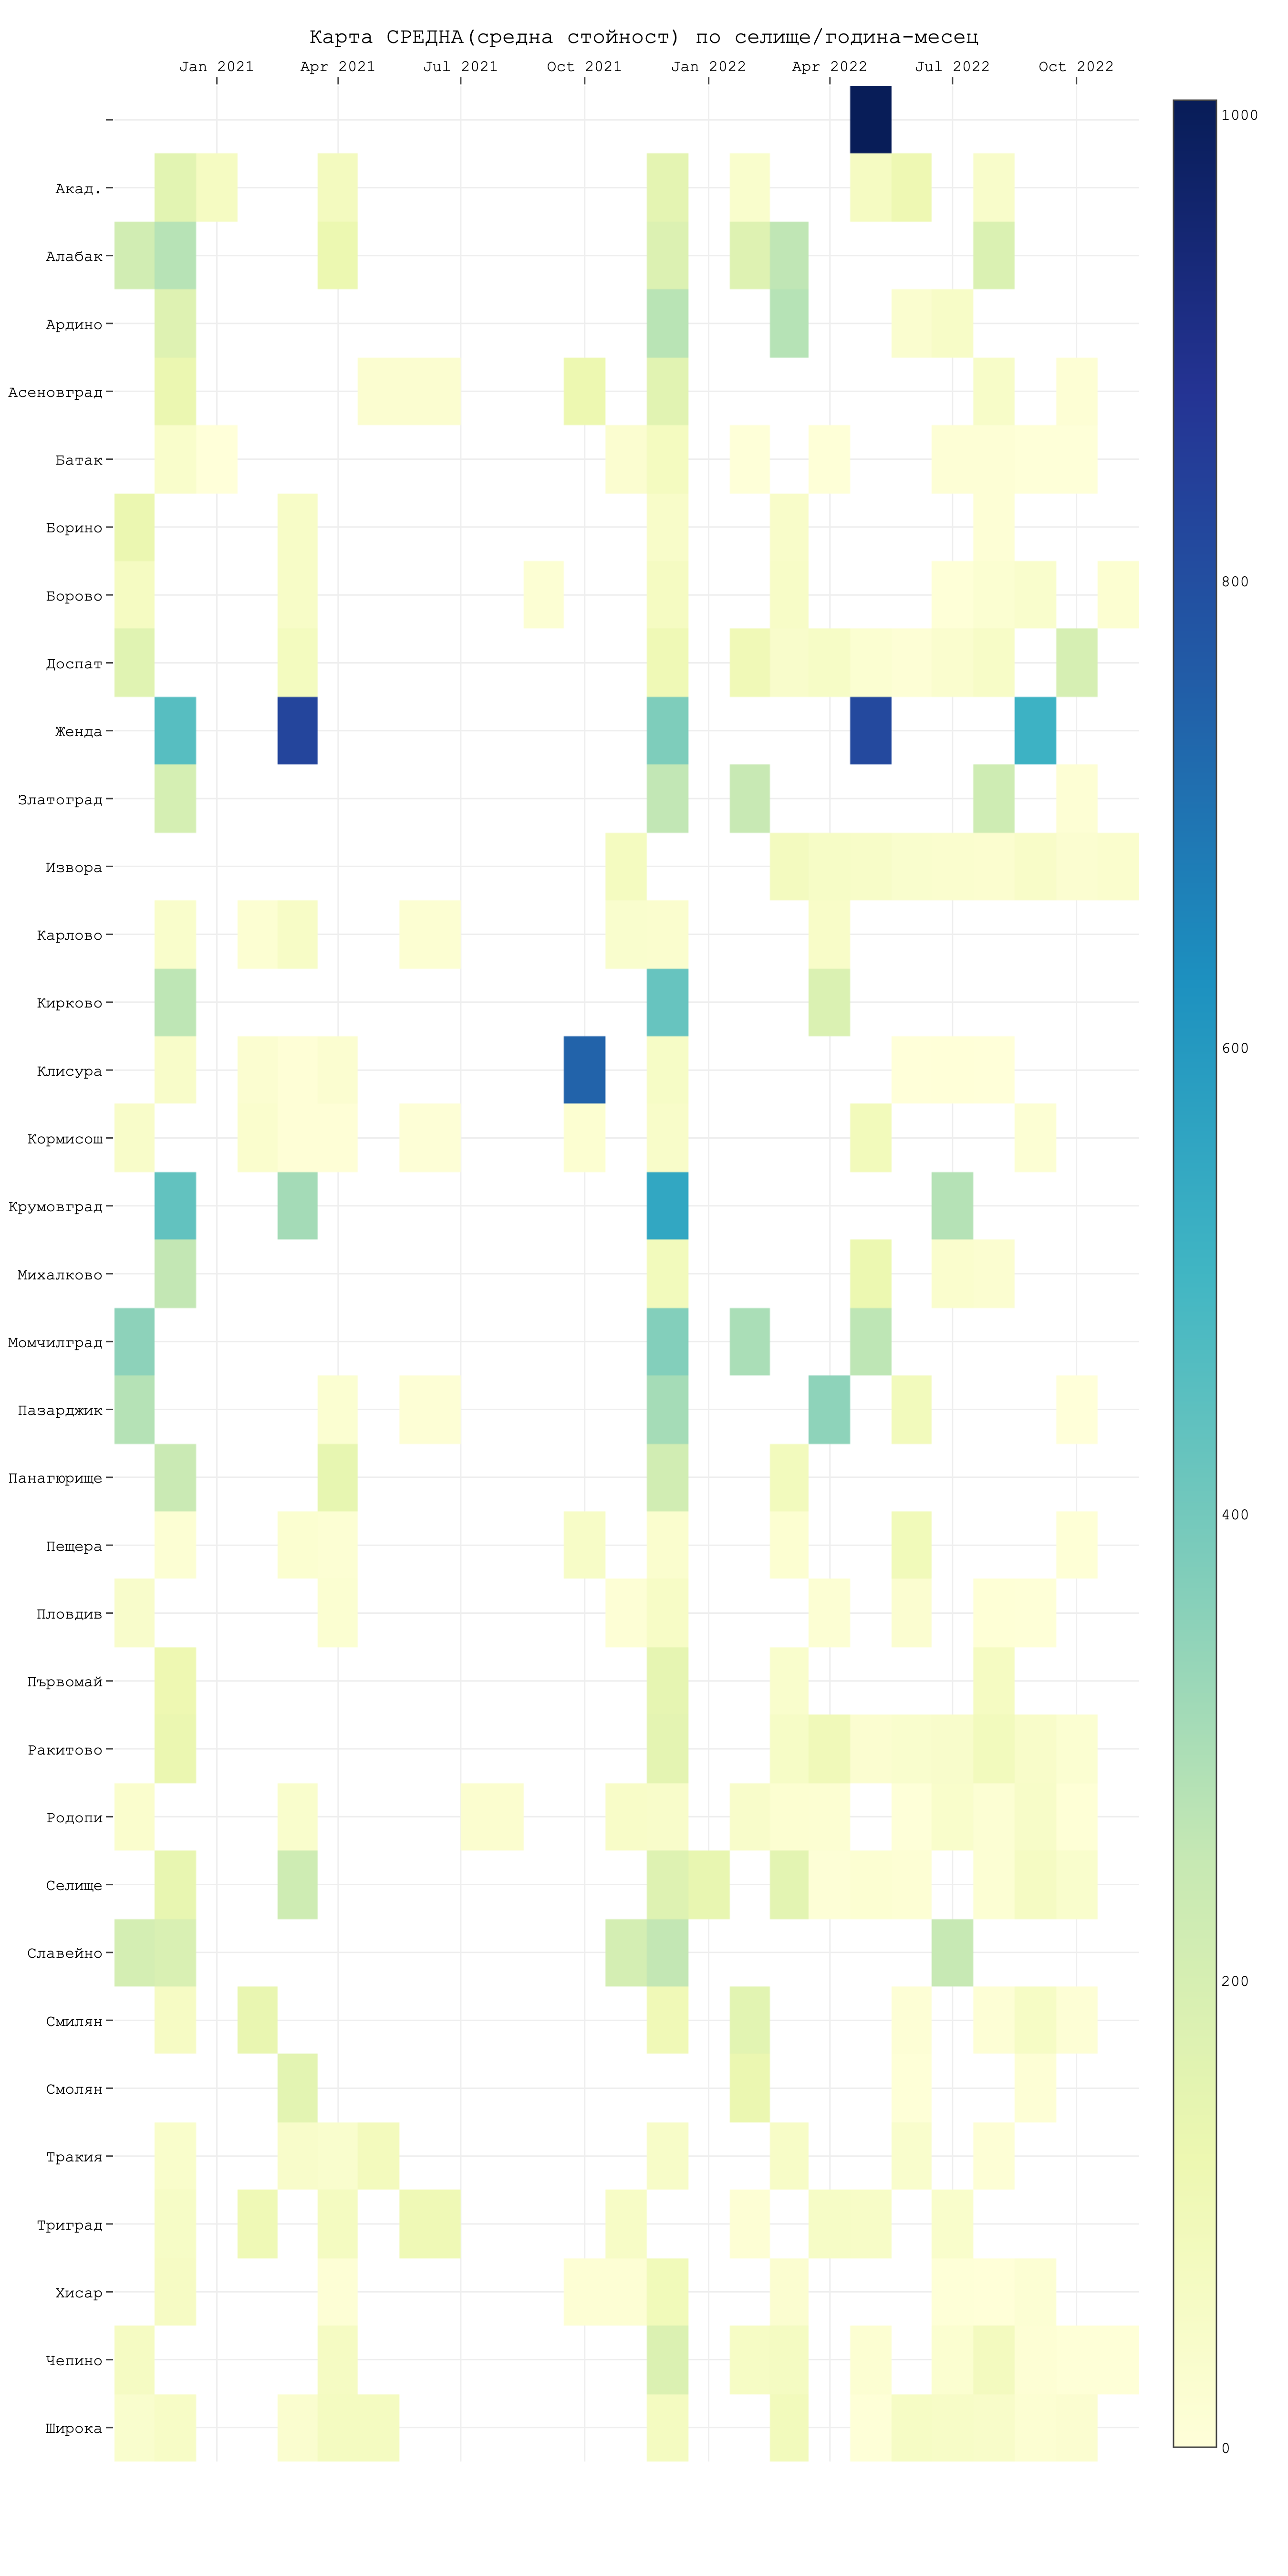 Карта СРЕДНА(средна стойност) по селище/година-месец
Jan 2021 Apr 2021 Jul 2021 Oct 2021 Jan 2022 Apr 2022 Jul 2022 Oct 2022
1000
Акад.
Алабак
Ардино
Асеновград
Батак
Борино
800
Борово
Доспат
Женда
Златоград
Извора
Карлово
Кирково
600
Клисура
Кормисош
Крумовград
Михалково
Момчилград
Пазарджик
Панагюрище
400
Пещера
Пловдив
Първомай
Ракитово
Родопи
Селище
Славейно
200
Смилян
Смолян
Тракия
Триград
Хисар
Чепино
Широка
0